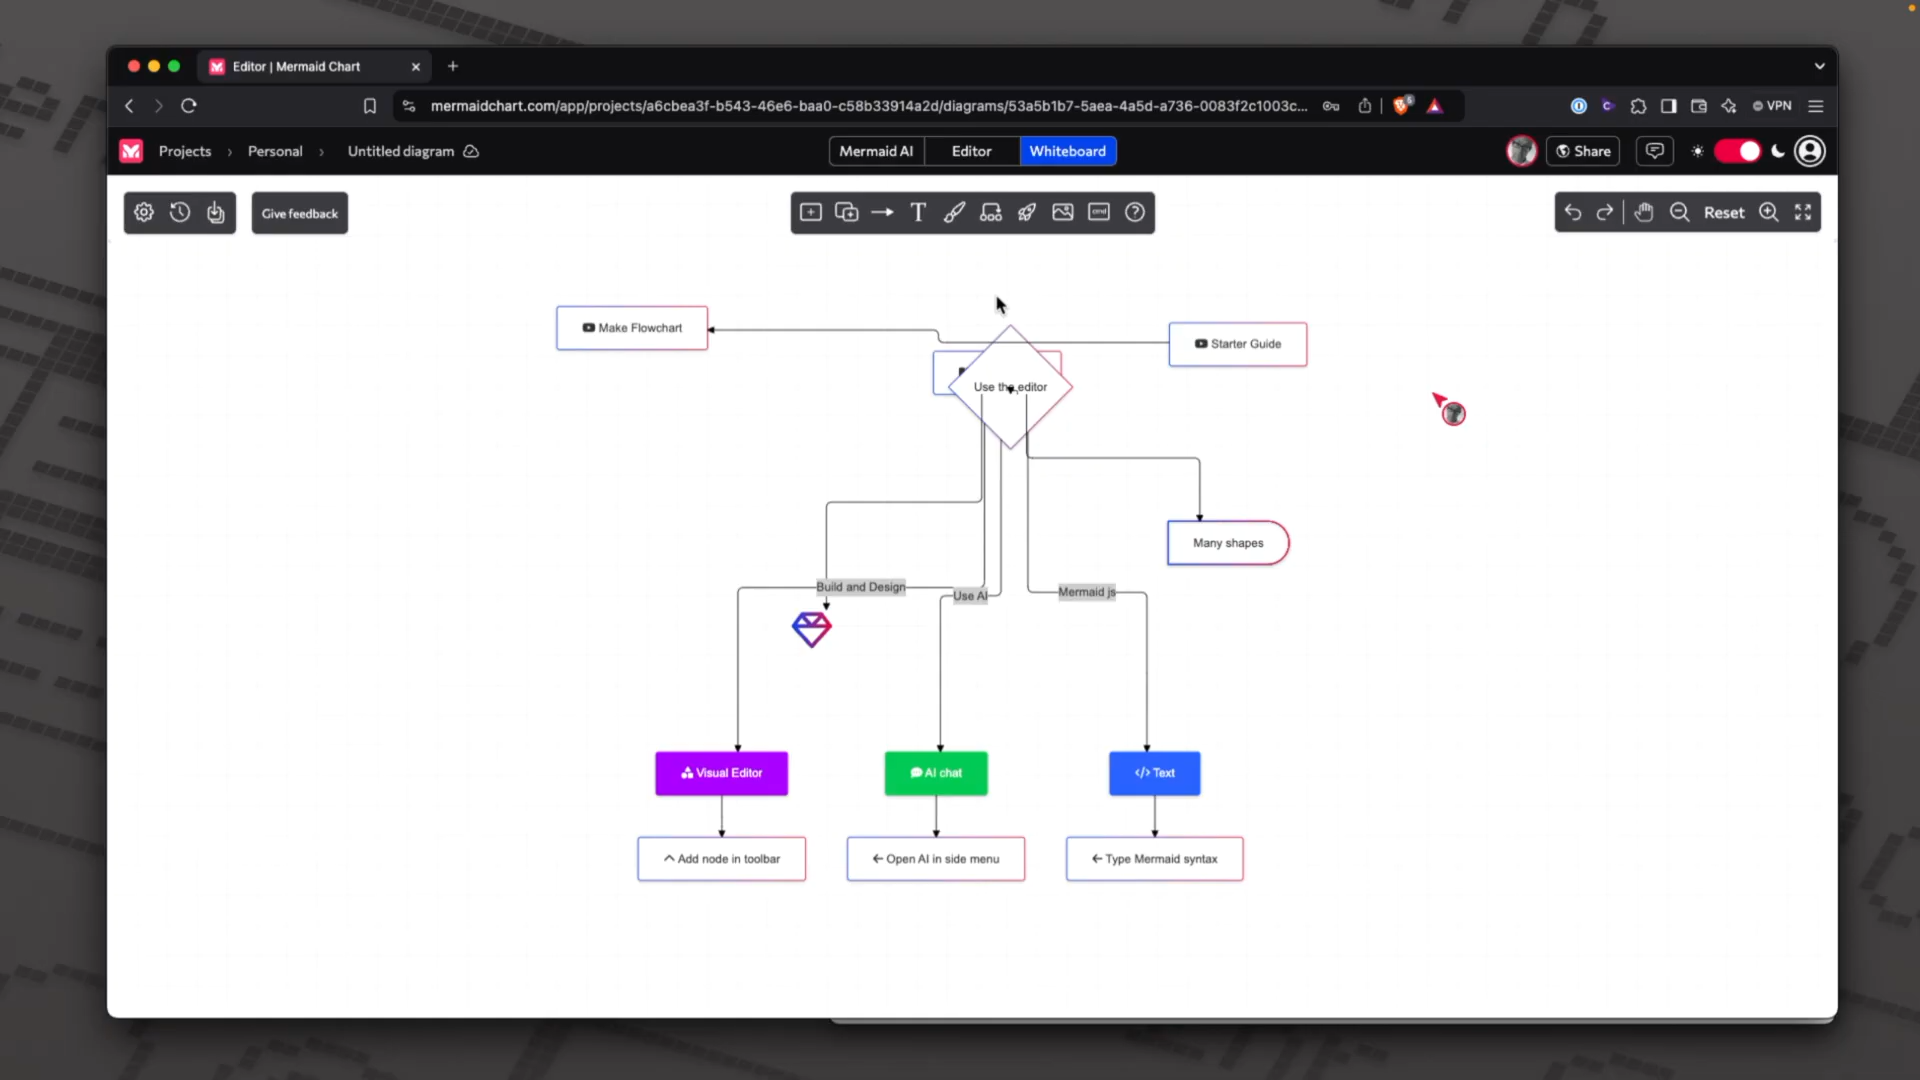 Editor | Mermaid Chart
mermaidchart.com/app/projects/a6cbea3f-b543-46e6-baa0-c58b33914a2d/diagrams/53a5b1b7-5aea-4a5d-a736-0083f2c1003c...
VPN
Projects
Personal
Untitled diagram
Mermaid AI
Editor
Whiteboard
Share
Give feedback
T
cmd
Reset
Make Flowchart
Starter Guide
Use the editor
Many shapes
Build and Design
Use AI
Mermaid js
Visual Editor
AI chat
</> Text
Add node in toolbar
Open AI in side menu
Type Mermaid syntax